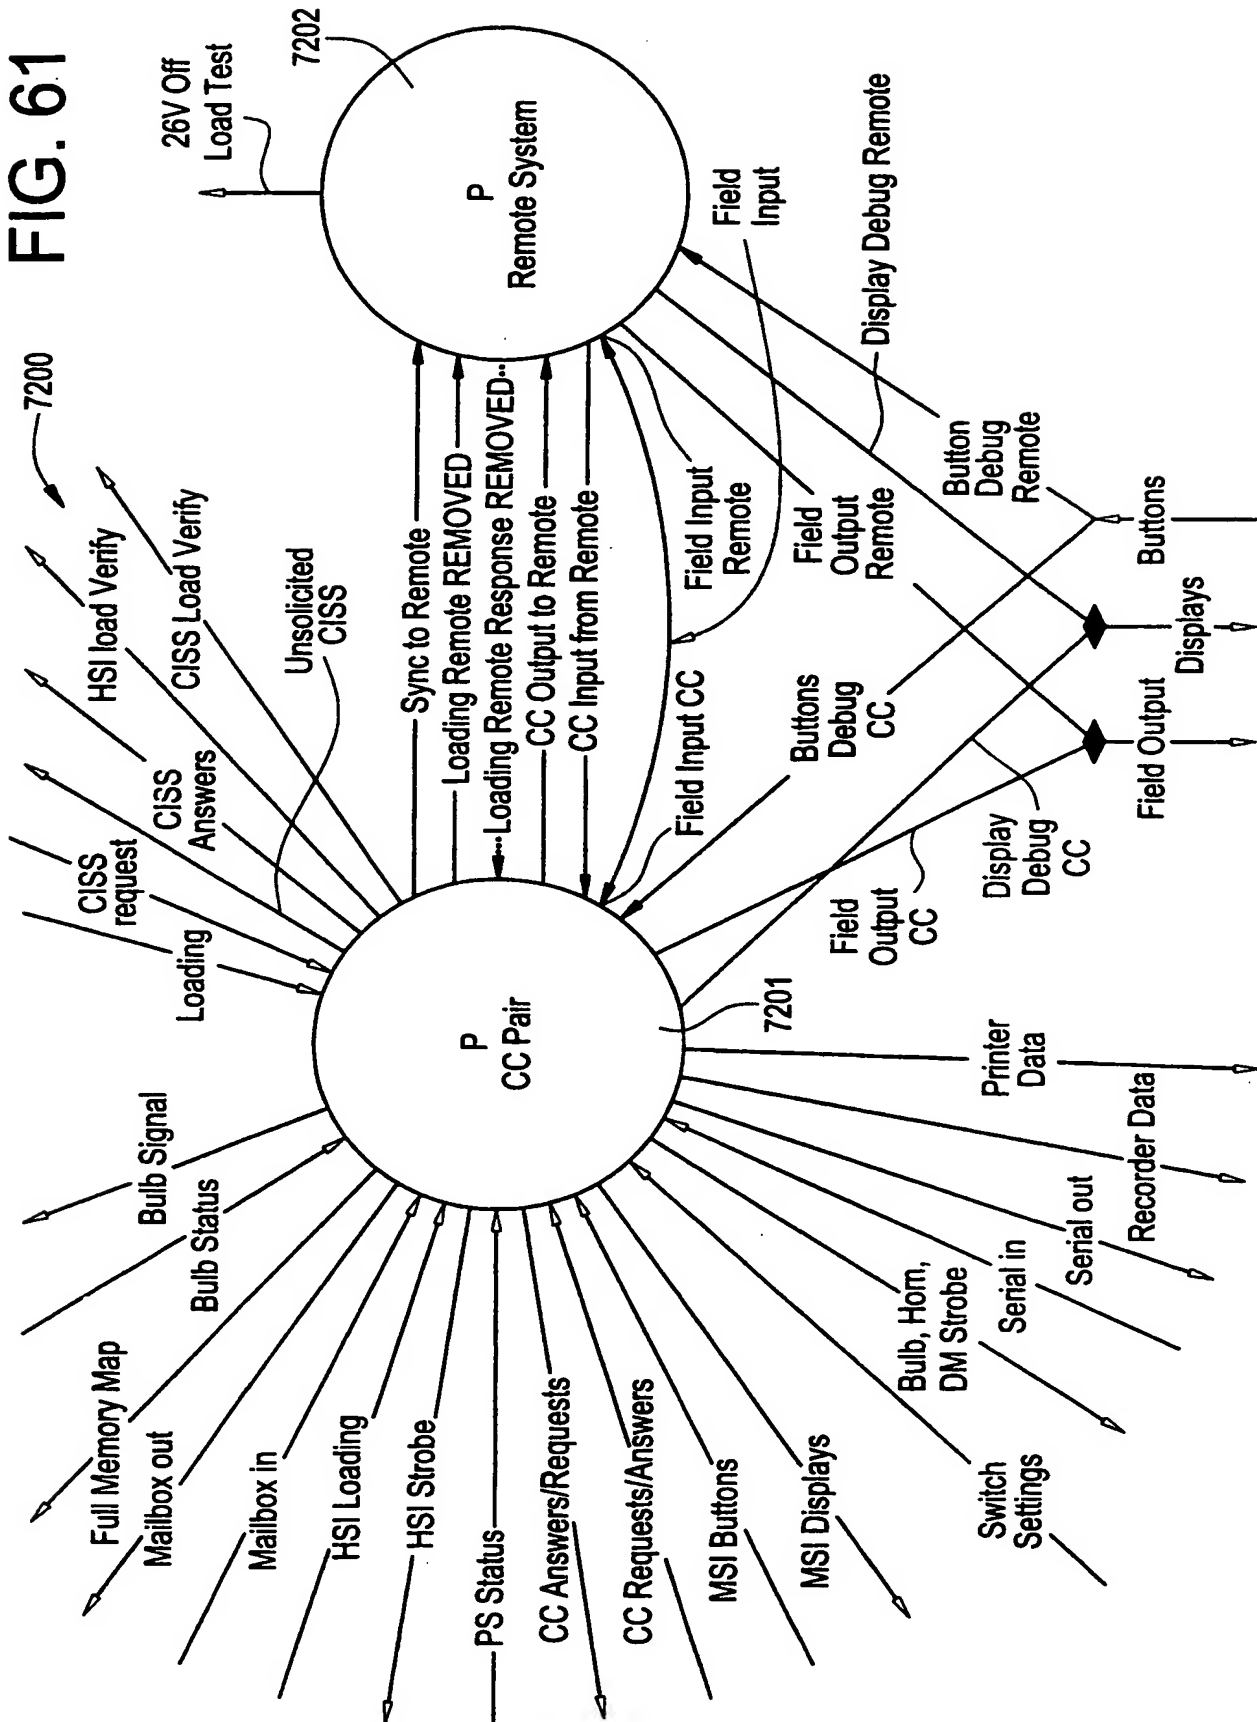 FIG. 61
7200
26V Off
Load Test
7202
P
Remote System
Sync to Remote
Loading Remote REMOVED
Loading Remote Response REMOVED
CC Output to Remote
CC Input from Remote
Field
Input
Field Input
Remote
Field Input CC
Field
Output
Remote
Display Debug Remote
Button
Debug
Remote
Buttons
Displays
Field Output
Buttons
Debug
CC
Display
Debug
CC
Field
Output
CC
7201
P
CC Pair
Loading
CISS
request
CISS
Answers
HSI load Verify
CISS Load Verify
Unsolicited
CISS
Bulb Signal
Bulb Status
Full Memory Map
Mailbox out
Mailbox in
HSI Loading
HSI Strobe
PS Status
CC Answers/Requests
CC Requests/Answers
MSI Buttons
MSI Displays
Switch
Settings
Bulb, Horn,
DM Strobe
Serial in
Serial out
Recorder Data
Printer
Data